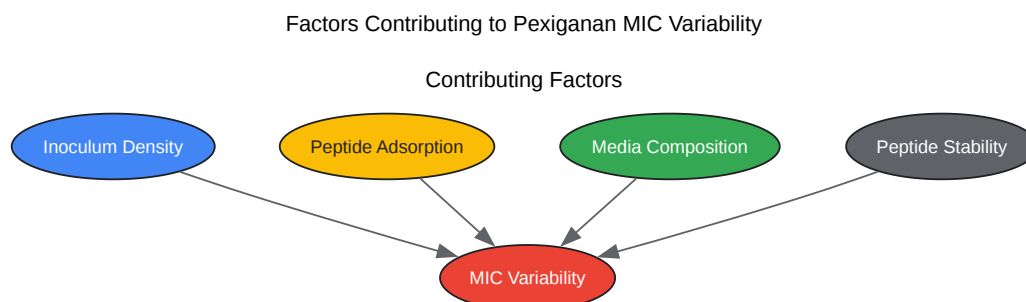 Factors Contributing to Pexiganan MIC Variability
Contributing Factors
Inoculum Density
Peptide Adsorption
Media Composition
Peptide Stability
MIC Variability